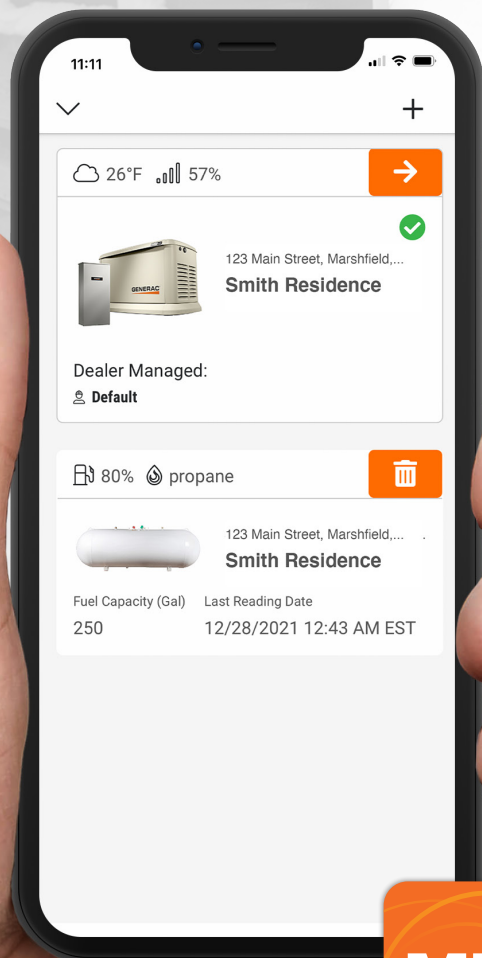 11:11
26°F 57%
123 Main Street, Marshfield,...
GENERAC
Smith Residence
Dealer Managed:
Default
80% propane
123 Main Street, Marshfield,... .
Smith Residence
Fuel Capacity (Gal) Last Reading Date
250 12/28/2021 12:43 AM EST